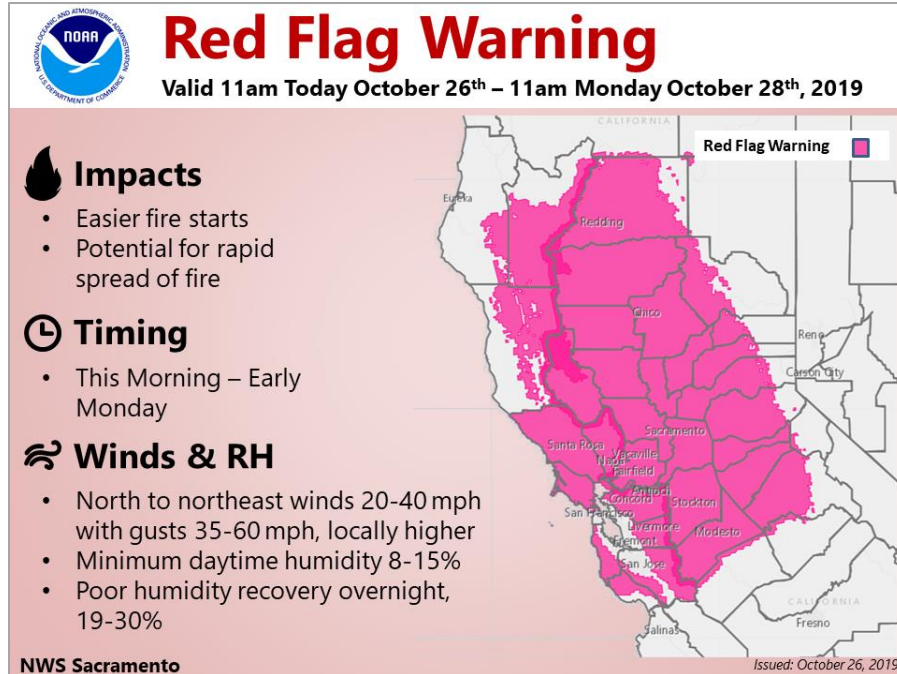 NATIONAL OCEANIC AND ATMOSPHERIC ADMINISTRATION
NOAA
U.S. DEPARTMENT OF COMMERCE
Red Flag Warning
Valid 11am Today October 26th – 11am Monday October 28th, 2019
Impacts
• Easier fire starts
• Potential for rapid
spread of fire
Timing
• This Morning – Early
Monday
Winds & RH
• North to northeast winds 20-40 mph
with gusts 35-60 mph, locally higher
• Minimum daytime humidity 8-15%
• Poor humidity recovery overnight,
19-30%
NWS Sacramento
CALIFORNIA
Red Flag Warning
Eureka
Redding
Chico
Reno
Carson City
Sacramento
Santa Rosa
Napa
Vacaville
Fairfield
Antioch
Concord
Stockton
San Francisco
Livermore
Modesto
Fremont
San Jose
CALIFORNIA
Salinas
Fresno
Issued: October 26, 2019